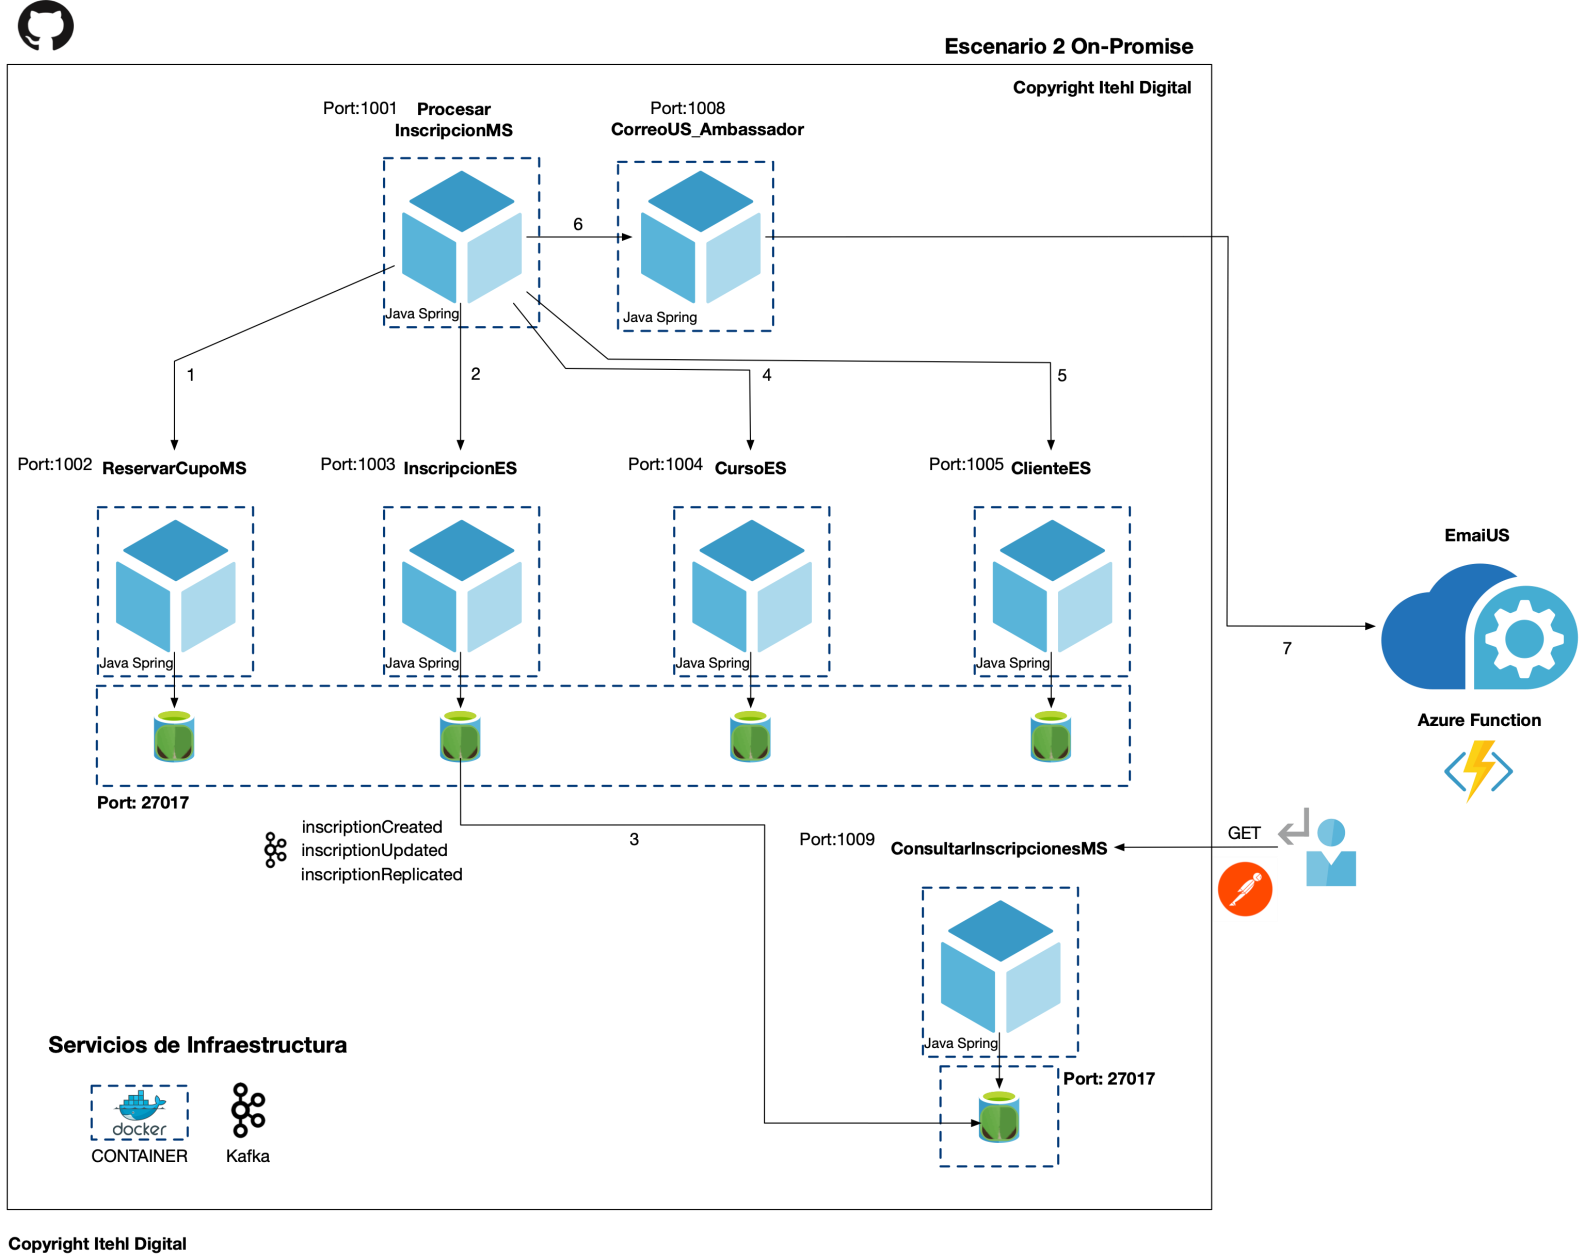 Escenario 2 On-Promise
Copyright Itehl Digital
Port:1001
Procesar
InscripcionMS
Port:1008
CorreoUS_Ambassador
6
Java Spring
Java Spring
1
2
4
5
Port:1002
ReservarCupoMS
Port:1003
InscripcionES
Port:1004
CursoES
Port:1005
ClienteES
Java Spring
Java Spring
Java Spring
Java Spring
EmaiUS
7
Azure Function
Port: 27017
inscriptionCreated
inscriptionUpdated
inscriptionReplicated
3
Port:1009
ConsultarInscripcionesMS
GET
Java Spring
Port: 27017
Servicios de Infraestructura
docker
CONTAINER
Kafka
Copyright Itehl Digital